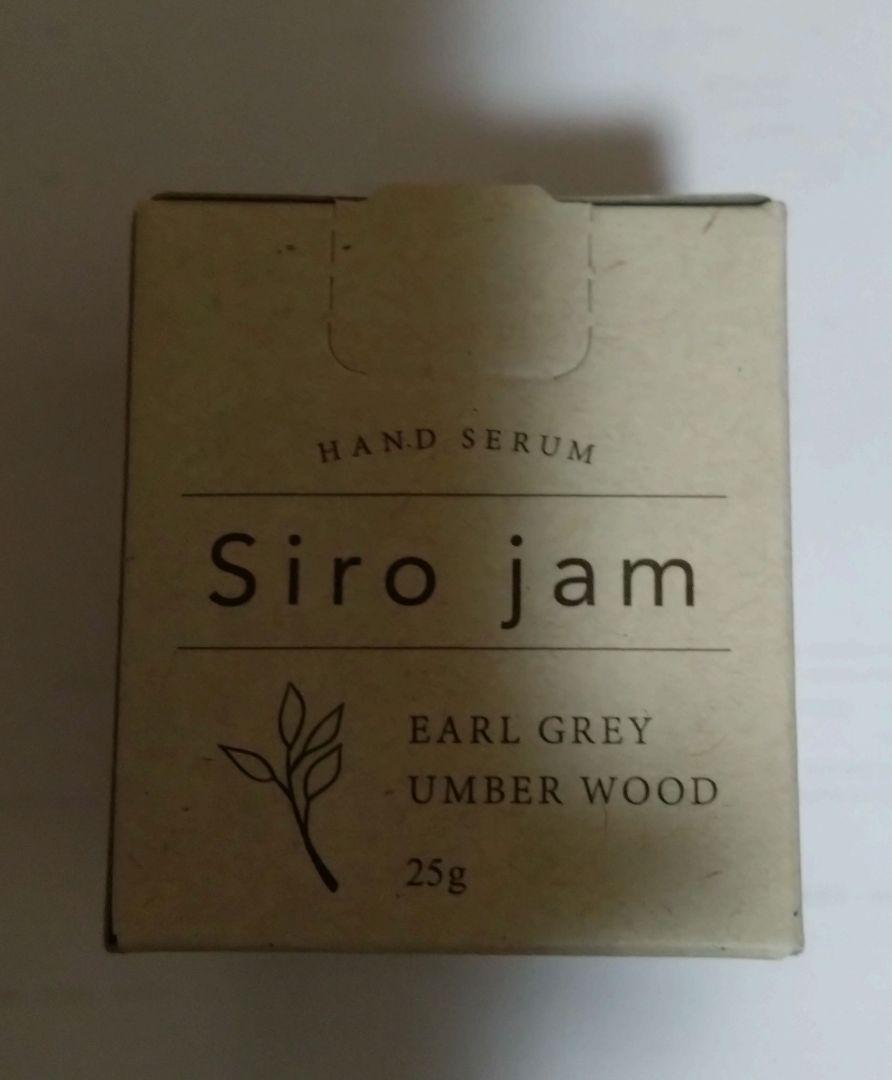 HAND SERUM
Siro jam
EARL GREY
UMBER WOOD
25g